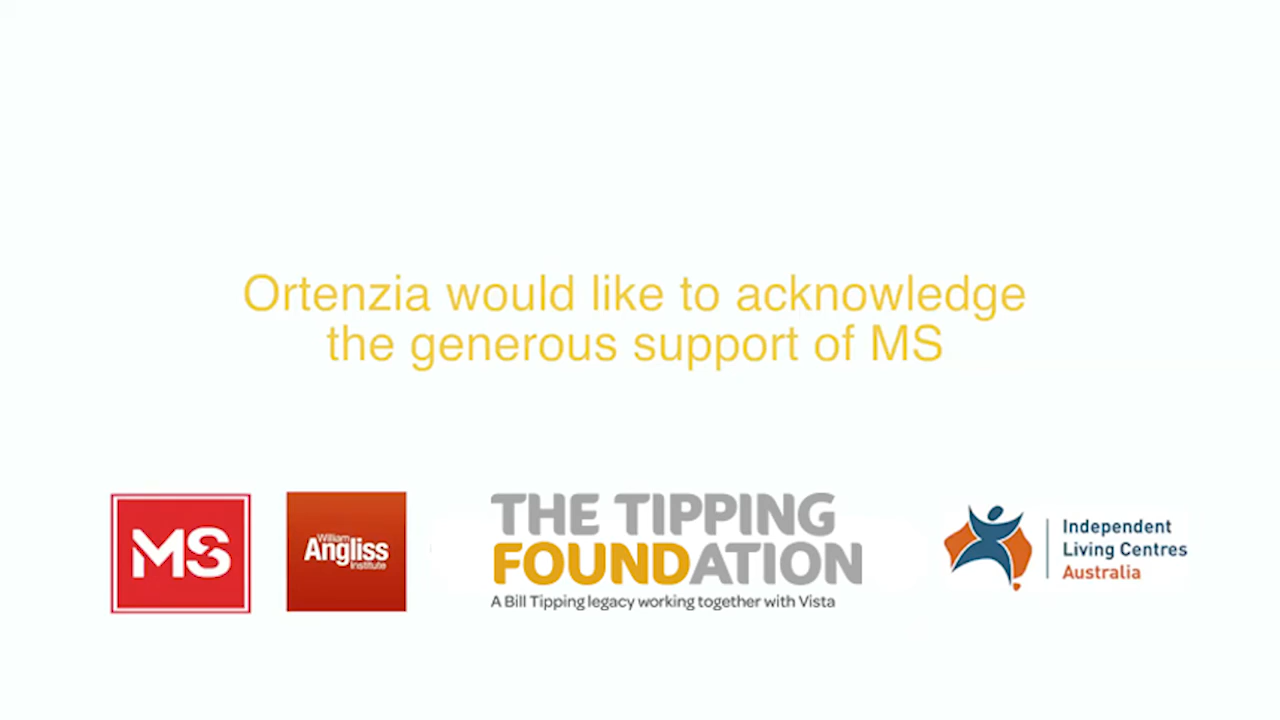 Ortenzia would like to acknowledge
the generous support of MS
MS
William
Angliss
Institute
THE TIPPING
FOUNDATION
A Bill Tipping legacy working together with Vista
Independent
Living Centres
Australia